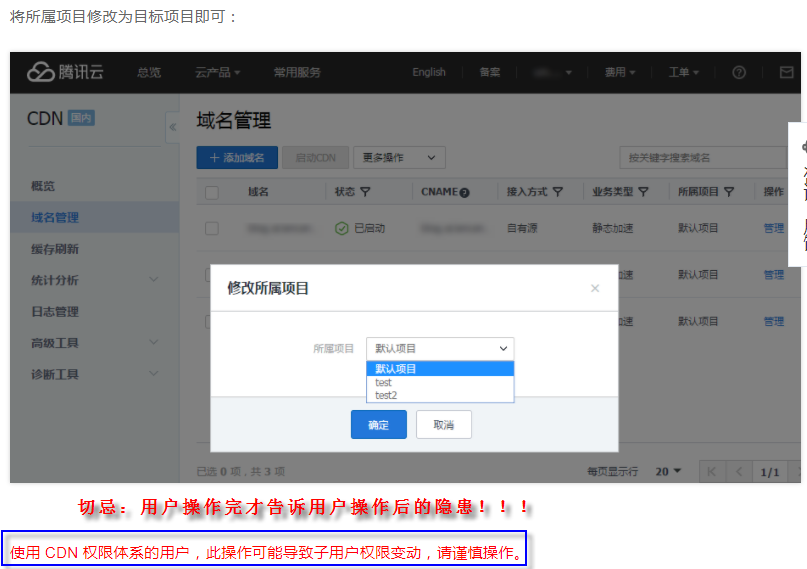 将所属项目修改为目标项目即可：
腾讯云 总览 云产品 常用服务 English 备案 费用 工单
CDN 国内
域名管理
+ 添加域名 启动CDN 更多操作 按关键字搜索域名
概览
域名管理
缓存刷新
统计分析
日志管理
高级工具
诊断工具
域名 状态 CNAME 接入方式 业务类型 所属项目 操作
已启动 自有源 静态加速 默认项目 管理
加速 默认项目 管理
加速 默认项目 管理
修改所属项目 ×
所属项目 默认项目
默认项目
test
test2
确定 取消
已选 0 项，共 3 项 每页显示行 20 1/1
切忌：用户操作完才告诉用户操作后的隐患！！！
使用 CDN 权限体系的用户，此操作可能导致子用户权限变动，请谨慎操作。